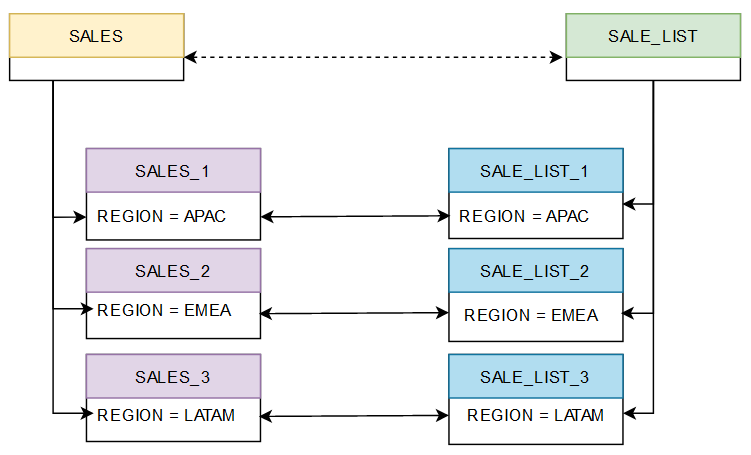 SALES
SALE_LIST
SALES_1
SALE_LIST_1
REGION = APAC
REGION = APAC
SALES_2
SALE_LIST_2
REGION = EMEA
REGION = EMEA
SALES_3
SALE_LIST_3
REGION = LATAM
REGION = LATAM